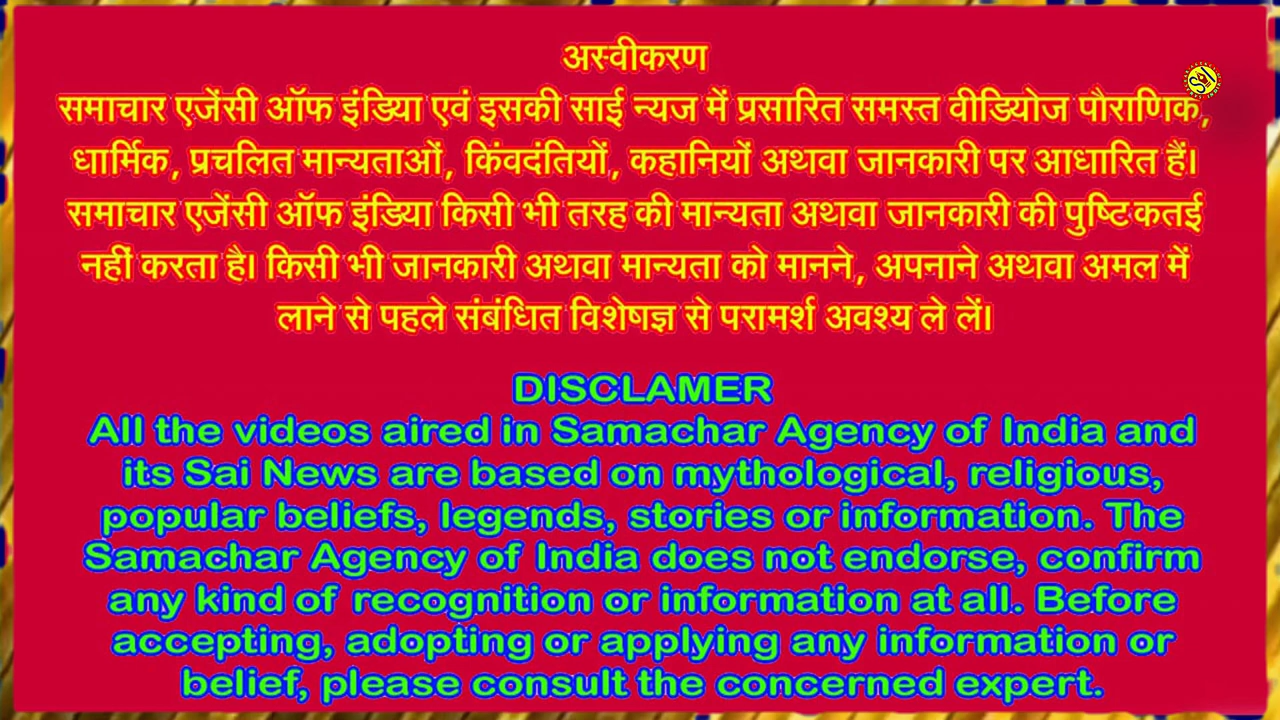 अस्वीकरण
SAI
समाचार एजेंसी ऑफ इंडिया एवं इसकी साई न्यज में प्रसारित समस्त वीडियोज पौराणिक,
धार्मिक, प्रचलित मान्यताओं, किंवदंतियों, कहानियों अथवा जानकारी पर आधारित हैं।
समाचार एजेंसी ऑफ इंडिया किसी भी तरह की मान्यता अथवा जानकारी की पुष्टि कतई
नहीं करता है। किसी भी जानकारी अथवा मान्यता को मानने, अपनाने अथवा अमल में
लाने से पहले संबंधित विशेषज्ञ से परामर्श अवश्य ले लें।
DISCLAMER
All the videos aired in Samachar Agency of India and
its Sai News are based on mythological, religious,
popular beliefs, legends, stories or information. The
Samachar Agency of India does not endorse, confirm
any kind of recognition or information at all. Before
accepting, adopting or applying any information or
belief, please consult the concerned expert.